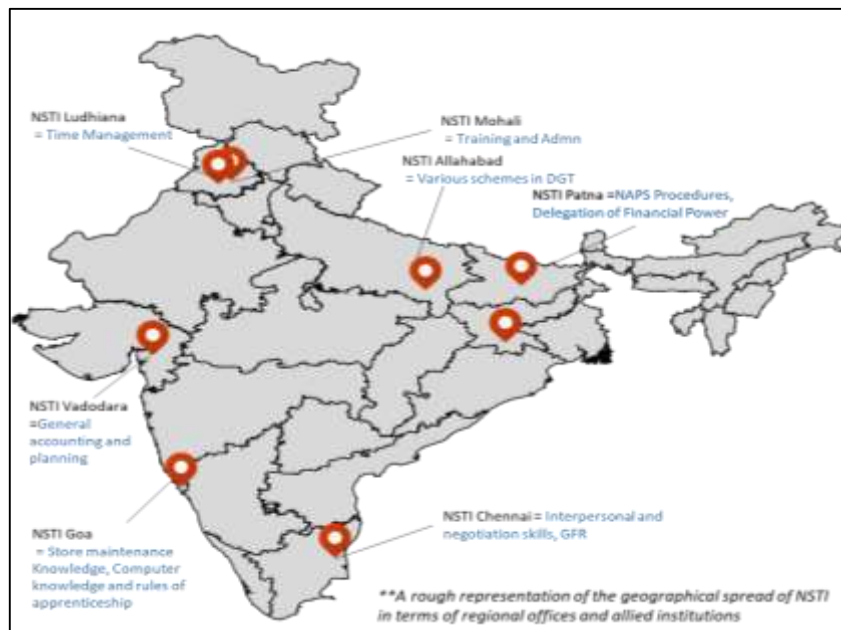 NSTI Ludhiana
= Time Management
NSTI Mohali
= Training and Admn
NSTI Allahabad
= Various schemes in DGT
NSTI Patna =NAPS Procedures,
Delegation of Financial Power
NSTI Vadodara
=General
accounting and
planning
NSTI Goa
= Store maintenance
Knowledge, Computer
knowledge and rules of
apprenticeship
NSTI Chennai = Interpersonal and
negotiation skills, GFR
**A rough representation of the geographical spread of NSTI
in terms of regional offices and allied institutions